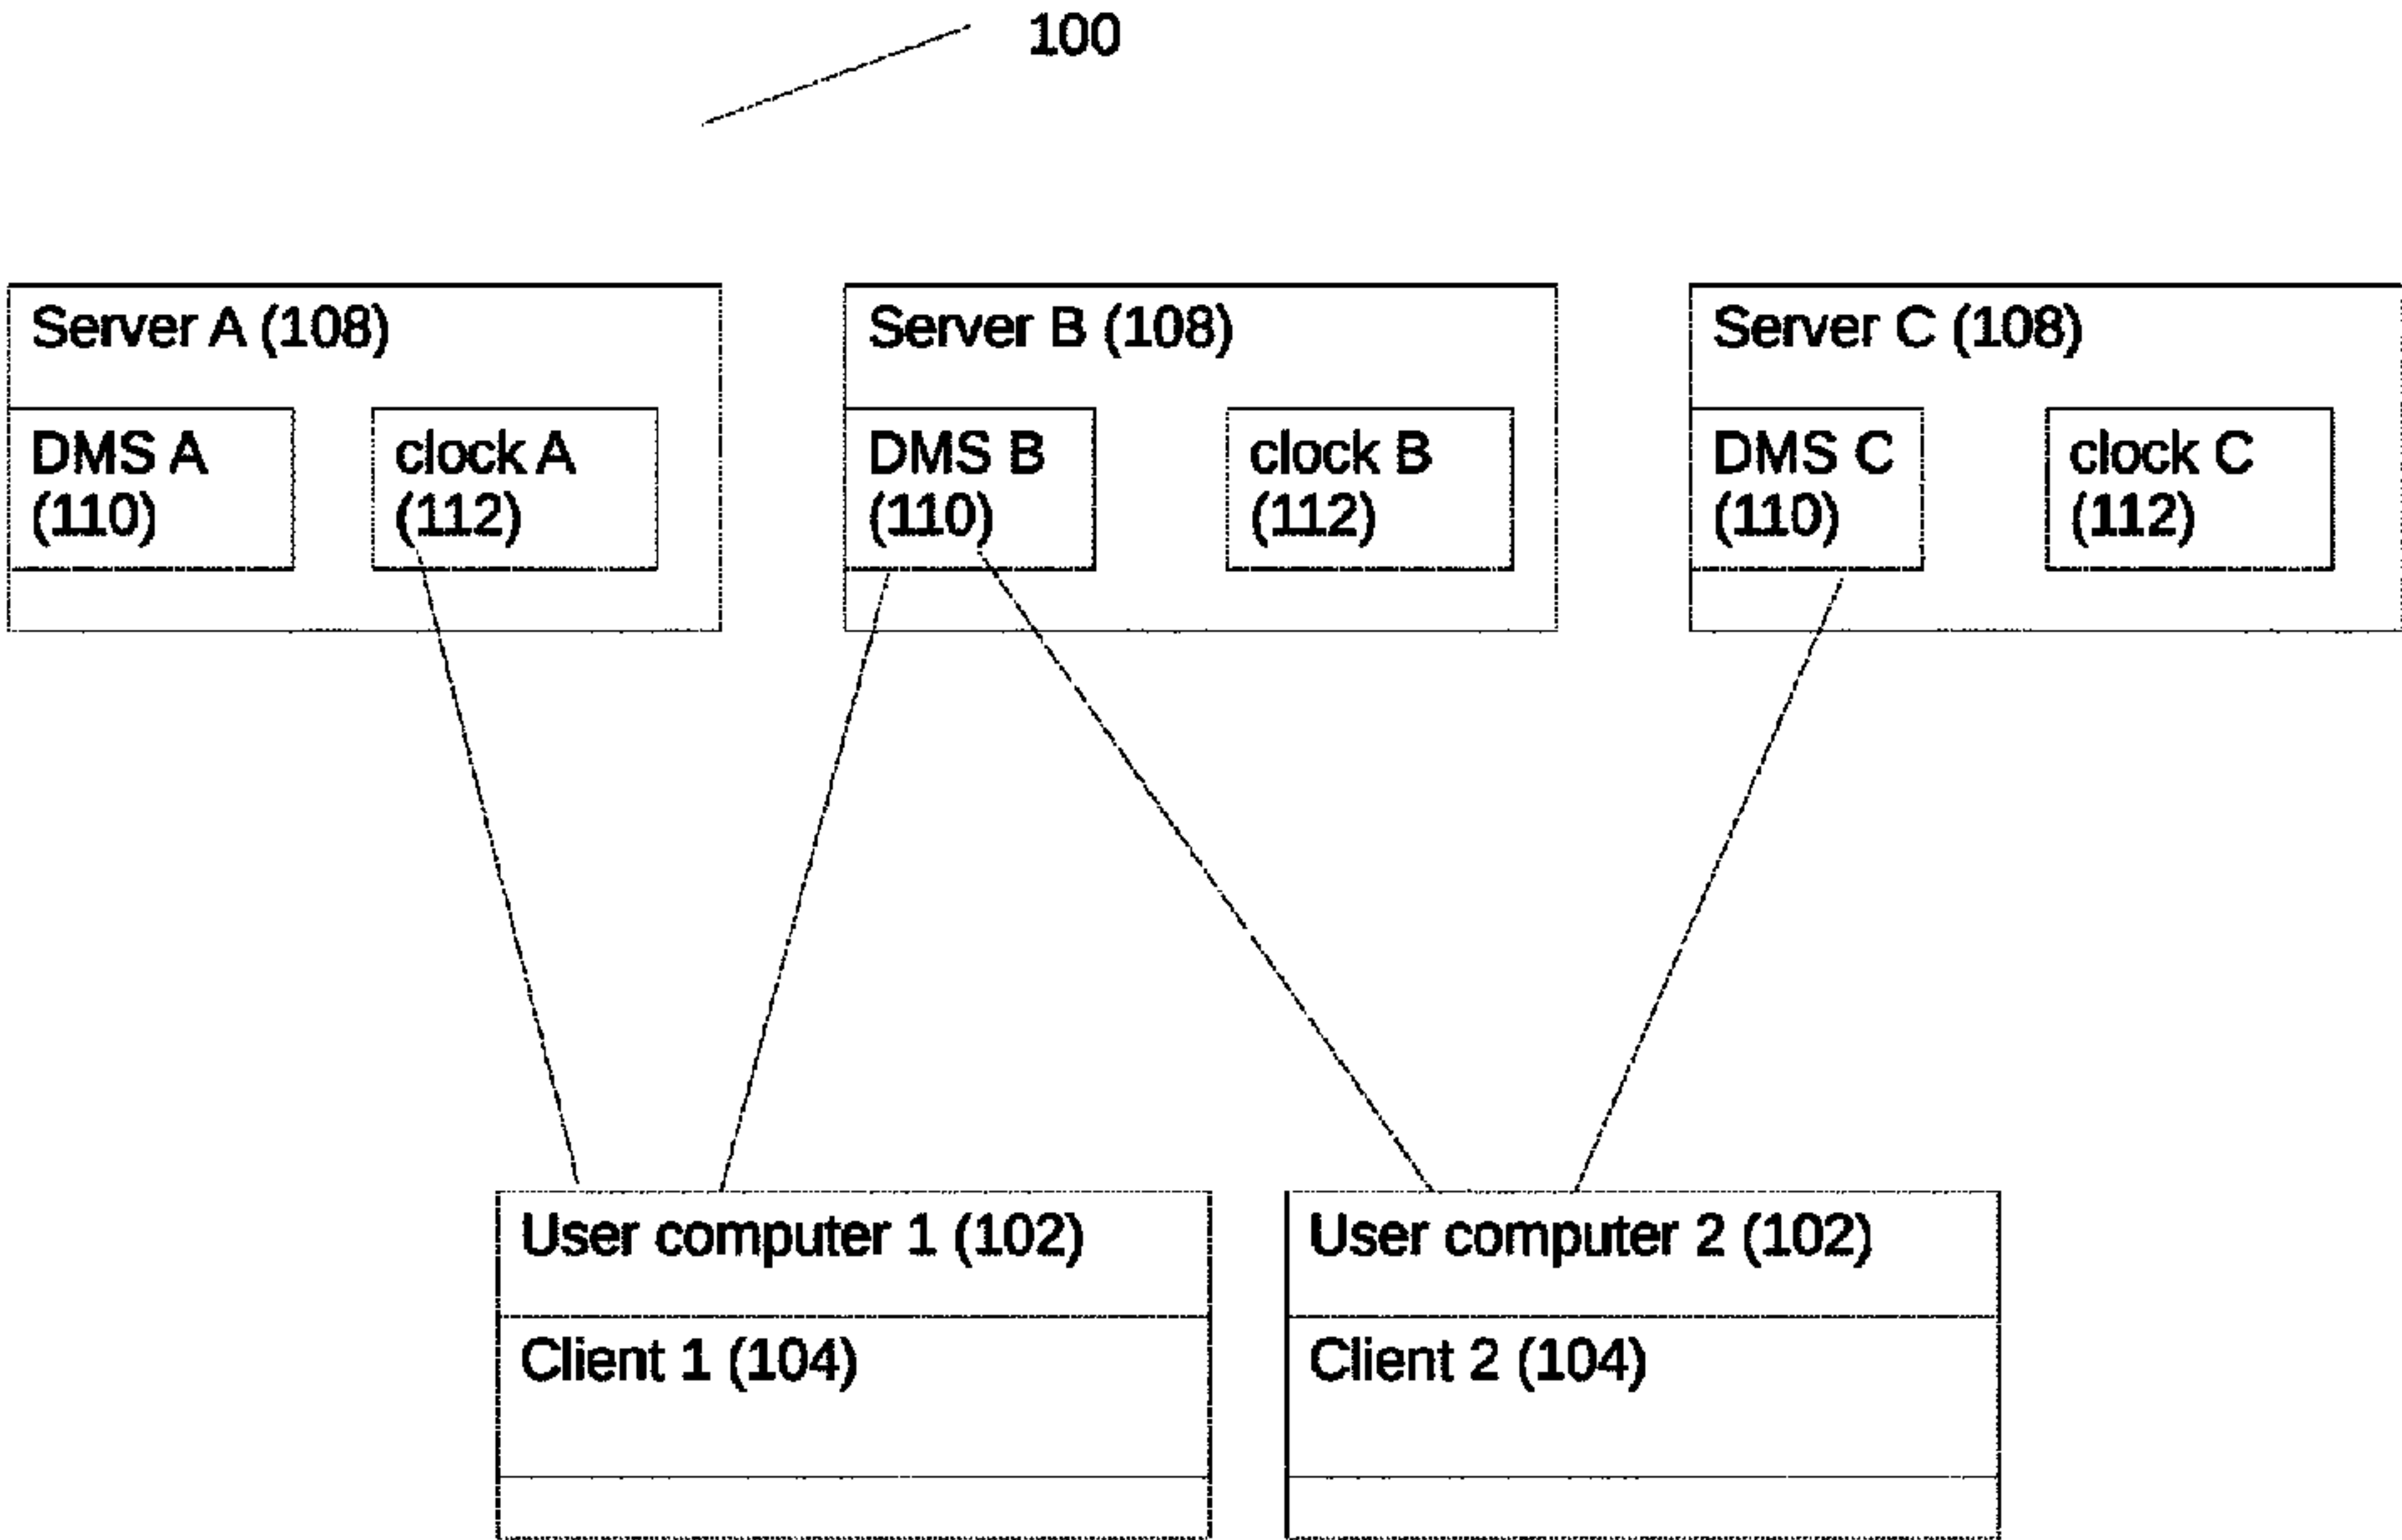 100
Server A (108)
DMS A
(110)
clock A
(112)
Server B (108)
DMS B
(110)
clock B
(112)
Server C (108)
DMS C
(110)
clock C
(112)
User computer 1 (102)
Client 1 (104)
User computer 2 (102)
Client 2 (104)